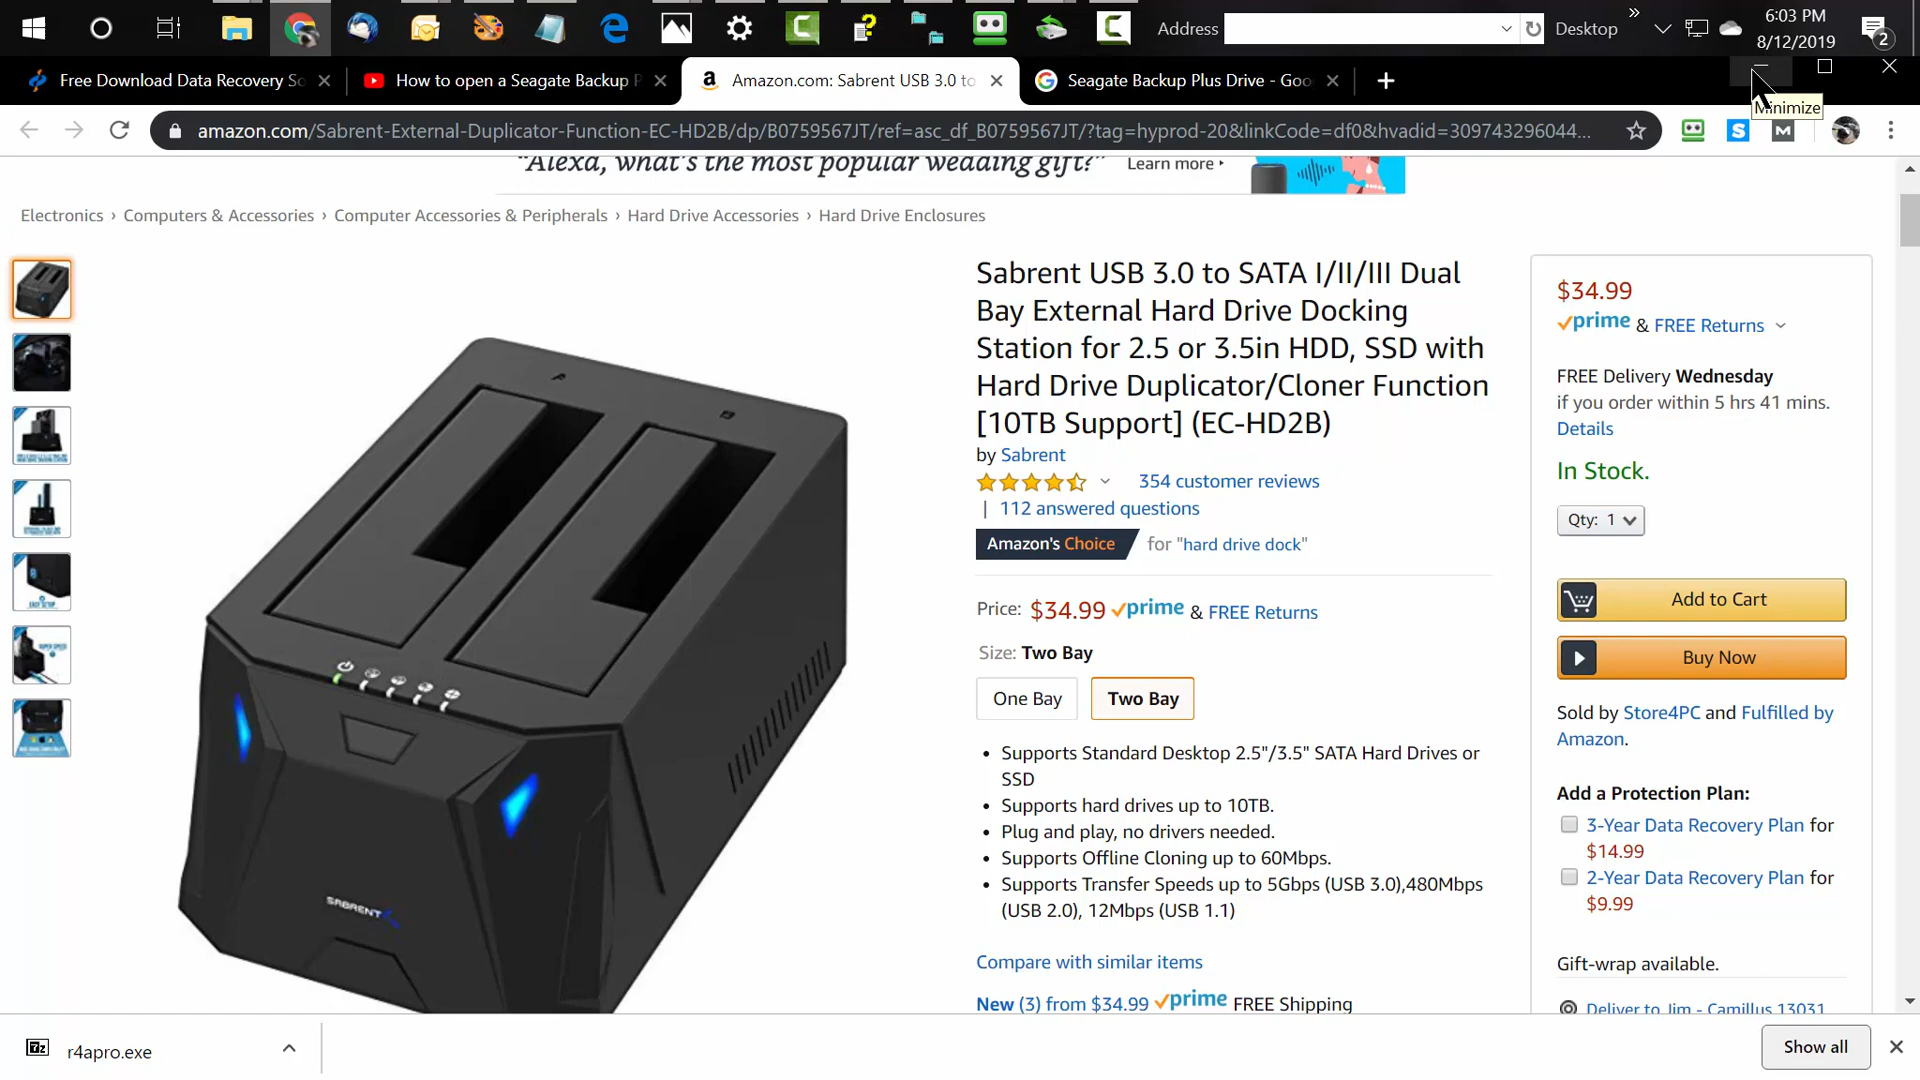 Address
Desktop
»
6:03 PM
8/12/2019
2
Free Download Data Recovery So
How to open a Seagate Backup P
Amazon.com: Sabrent USB 3.0 to
Seagate Backup Plus Drive - Goo
Minimize
amazon.com/Sabrent-External-Duplicator-Function-EC-HD2B/dp/B0759567JT/ref=asc_df_B0759567JT/?tag=hyprod-20&linkCode=df0&hvadid=309743296044...
"Alexa, what's the most popular wedding gift?"
Learn more ›
Electronics › Computers & Accessories › Computer Accessories & Peripherals › Hard Drive Accessories › Hard Drive Enclosures
Sabrent USB 3.0 to SATA I/II/III Dual
Bay External Hard Drive Docking
Station for 2.5 or 3.5in HDD, SSD with
Hard Drive Duplicator/Cloner Function
[10TB Support] (EC-HD2B)
by Sabrent
354 customer reviews
| 112 answered questions
Amazon's Choice for "hard drive dock"
Price: $34.99 prime & FREE Returns
Size: Two Bay
One Bay
Two Bay
• Supports Standard Desktop 2.5"/3.5" SATA Hard Drives or
SSD
• Supports hard drives up to 10TB.
• Plug and play, no drivers needed.
• Supports Offline Cloning up to 60Mbps.
• Supports Transfer Speeds up to 5Gbps (USB 3.0),480Mbps
(USB 2.0), 12Mbps (USB 1.1)
Compare with similar items
New (3) from $34.99 prime FREE Shipping
SABRENT
$34.99
prime & FREE Returns
FREE Delivery Wednesday
if you order within 5 hrs 41 mins.
Details
In Stock.
Qty: 1
Add to Cart
Buy Now
Sold by Store4PC and Fulfilled by
Amazon.
Add a Protection Plan:
3-Year Data Recovery Plan for
$14.99
2-Year Data Recovery Plan for
$9.99
Gift-wrap available.
Deliver to Jim - Camillus 13031
r4apro.exe
Show all